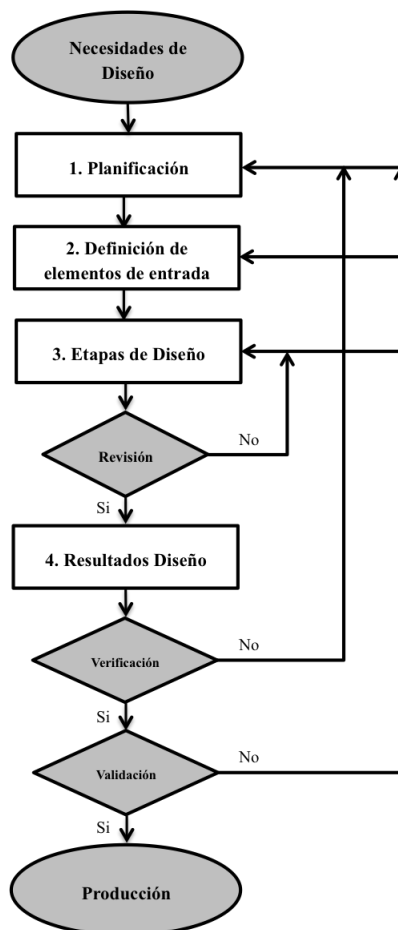 Necesidades de
Diseño
1. Planificación
2. Definición de
elementos de entrada
3. Etapas de Diseño
Revisión
No
Si
4. Resultados Diseño
Verificación
No
Si
Validación
No
Si
Producción